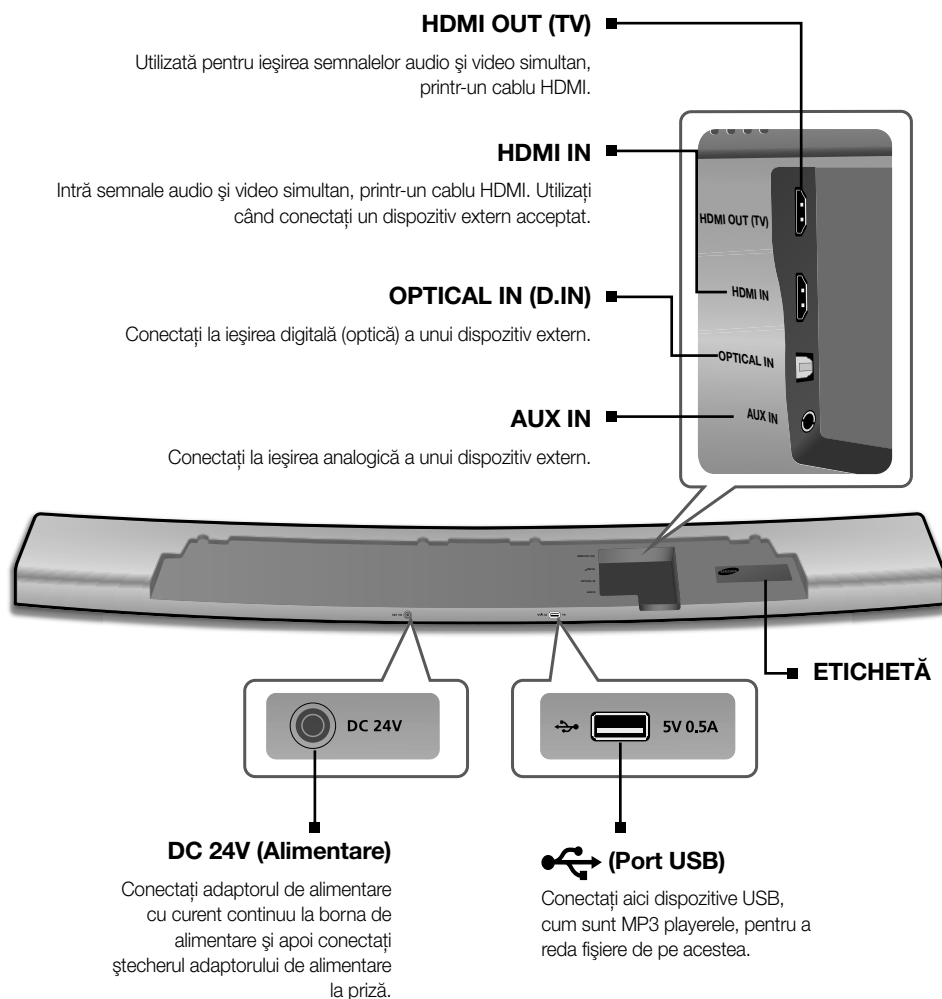 HDMI OUT (TV)
Utilizată pentru ieşirea semnalelor audio şi video simultan,
printr-un cablu HDMI.
HDMI IN
Intră semnale audio şi video simultan, printr-un cablu HDMI. Utilizaţi
când conectaţi un dispozitiv extern acceptat.
OPTICAL IN (D.IN)
Conectaţi la ieşirea digitală (optică) a unui dispozitiv extern.
AUX IN
Conectaţi la ieşirea analogică a unui dispozitiv extern.
HDMI OUT (TV)
HDMI IN
OPTICAL IN
AUX IN
SAMSUNG
ETICHETĂ
DC 24V
5V 0.5A
DC 24V (Alimentare)
Conectaţi adaptorul de alimentare
cu curent continuu la borna de
alimentare şi apoi conectaţi
ştecherul adaptorului de alimentare
la priză.
(Port USB)
Conectaţi aici dispozitive USB,
cum sunt MP3 playerele, pentru a
reda fişiere de pe acestea.